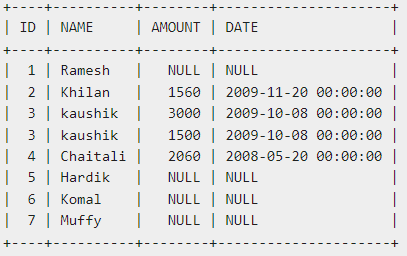 +----+----------+--------+---------------------+
| ID | NAME     | AMOUNT | DATE                |
+----+----------+--------+---------------------+
|  1 | Ramesh   |   NULL | NULL                |
|  2 | Khilan   |   1560 | 2009-11-20 00:00:00 |
|  3 | kaushik  |   3000 | 2009-10-08 00:00:00 |
|  3 | kaushik  |   1500 | 2009-10-08 00:00:00 |
|  4 | Chaitali |   2060 | 2008-05-20 00:00:00 |
|  5 | Hardik   |   NULL | NULL                |
|  6 | Komal    |   NULL | NULL                |
|  7 | Muffy    |   NULL | NULL                |
+----+----------+--------+---------------------+